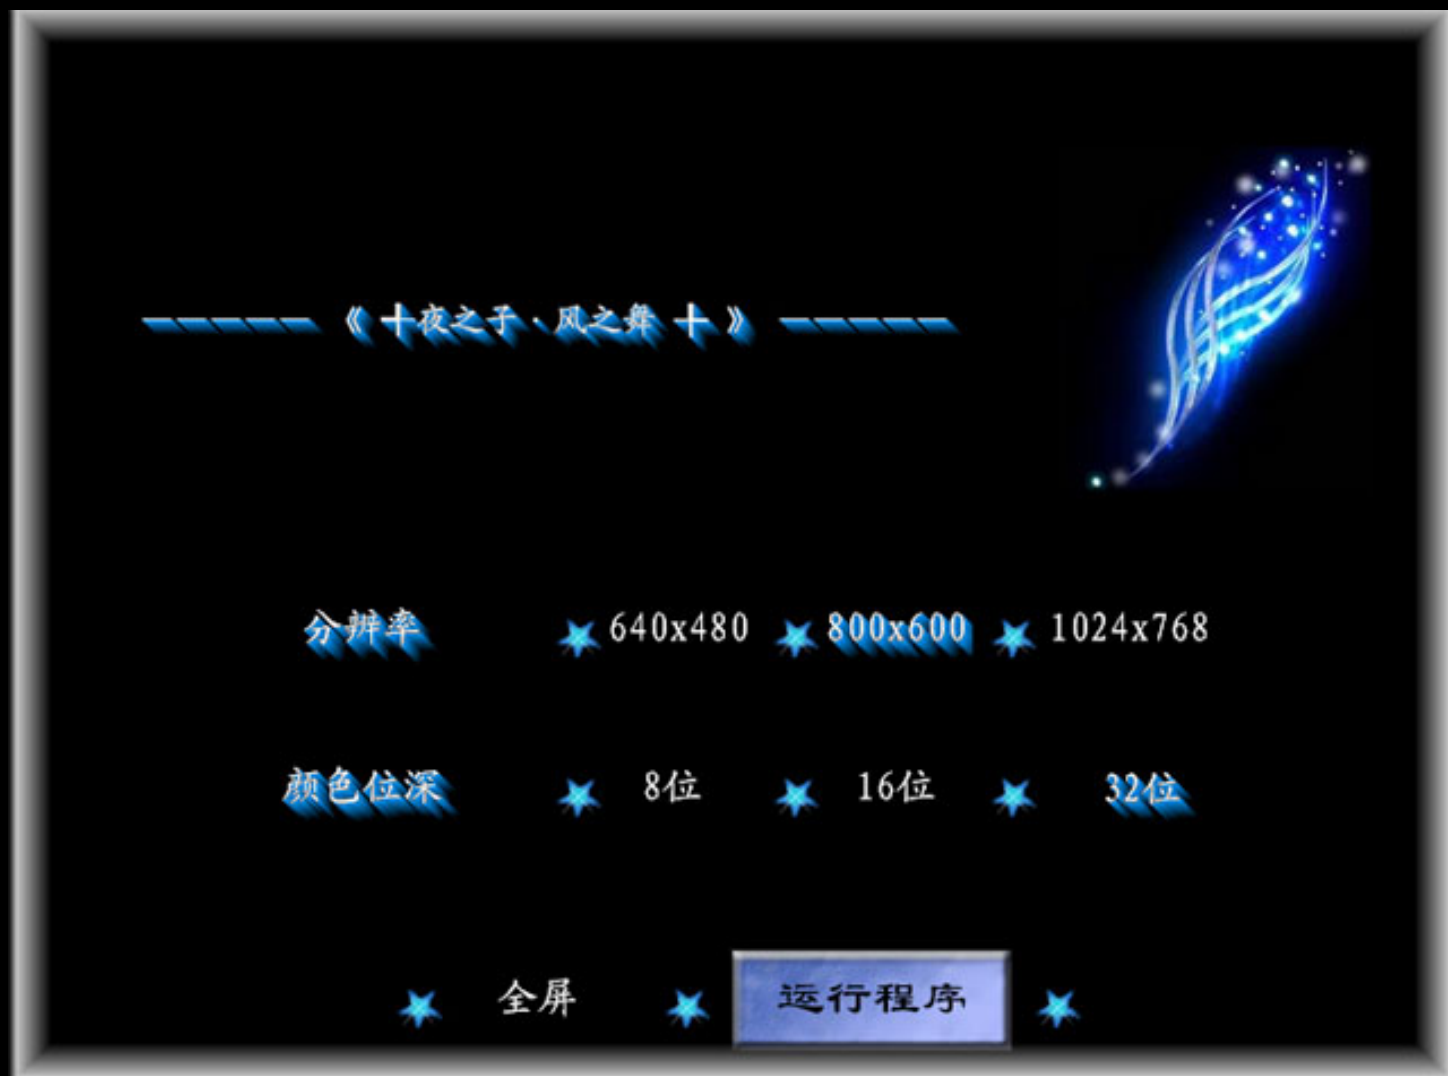 ————— 《 十夜之子·风之舞 十 》 —————
分辨率 640x480 800x600 1024x768
颜色位深 8位 16位 32位
全屏 运行程序